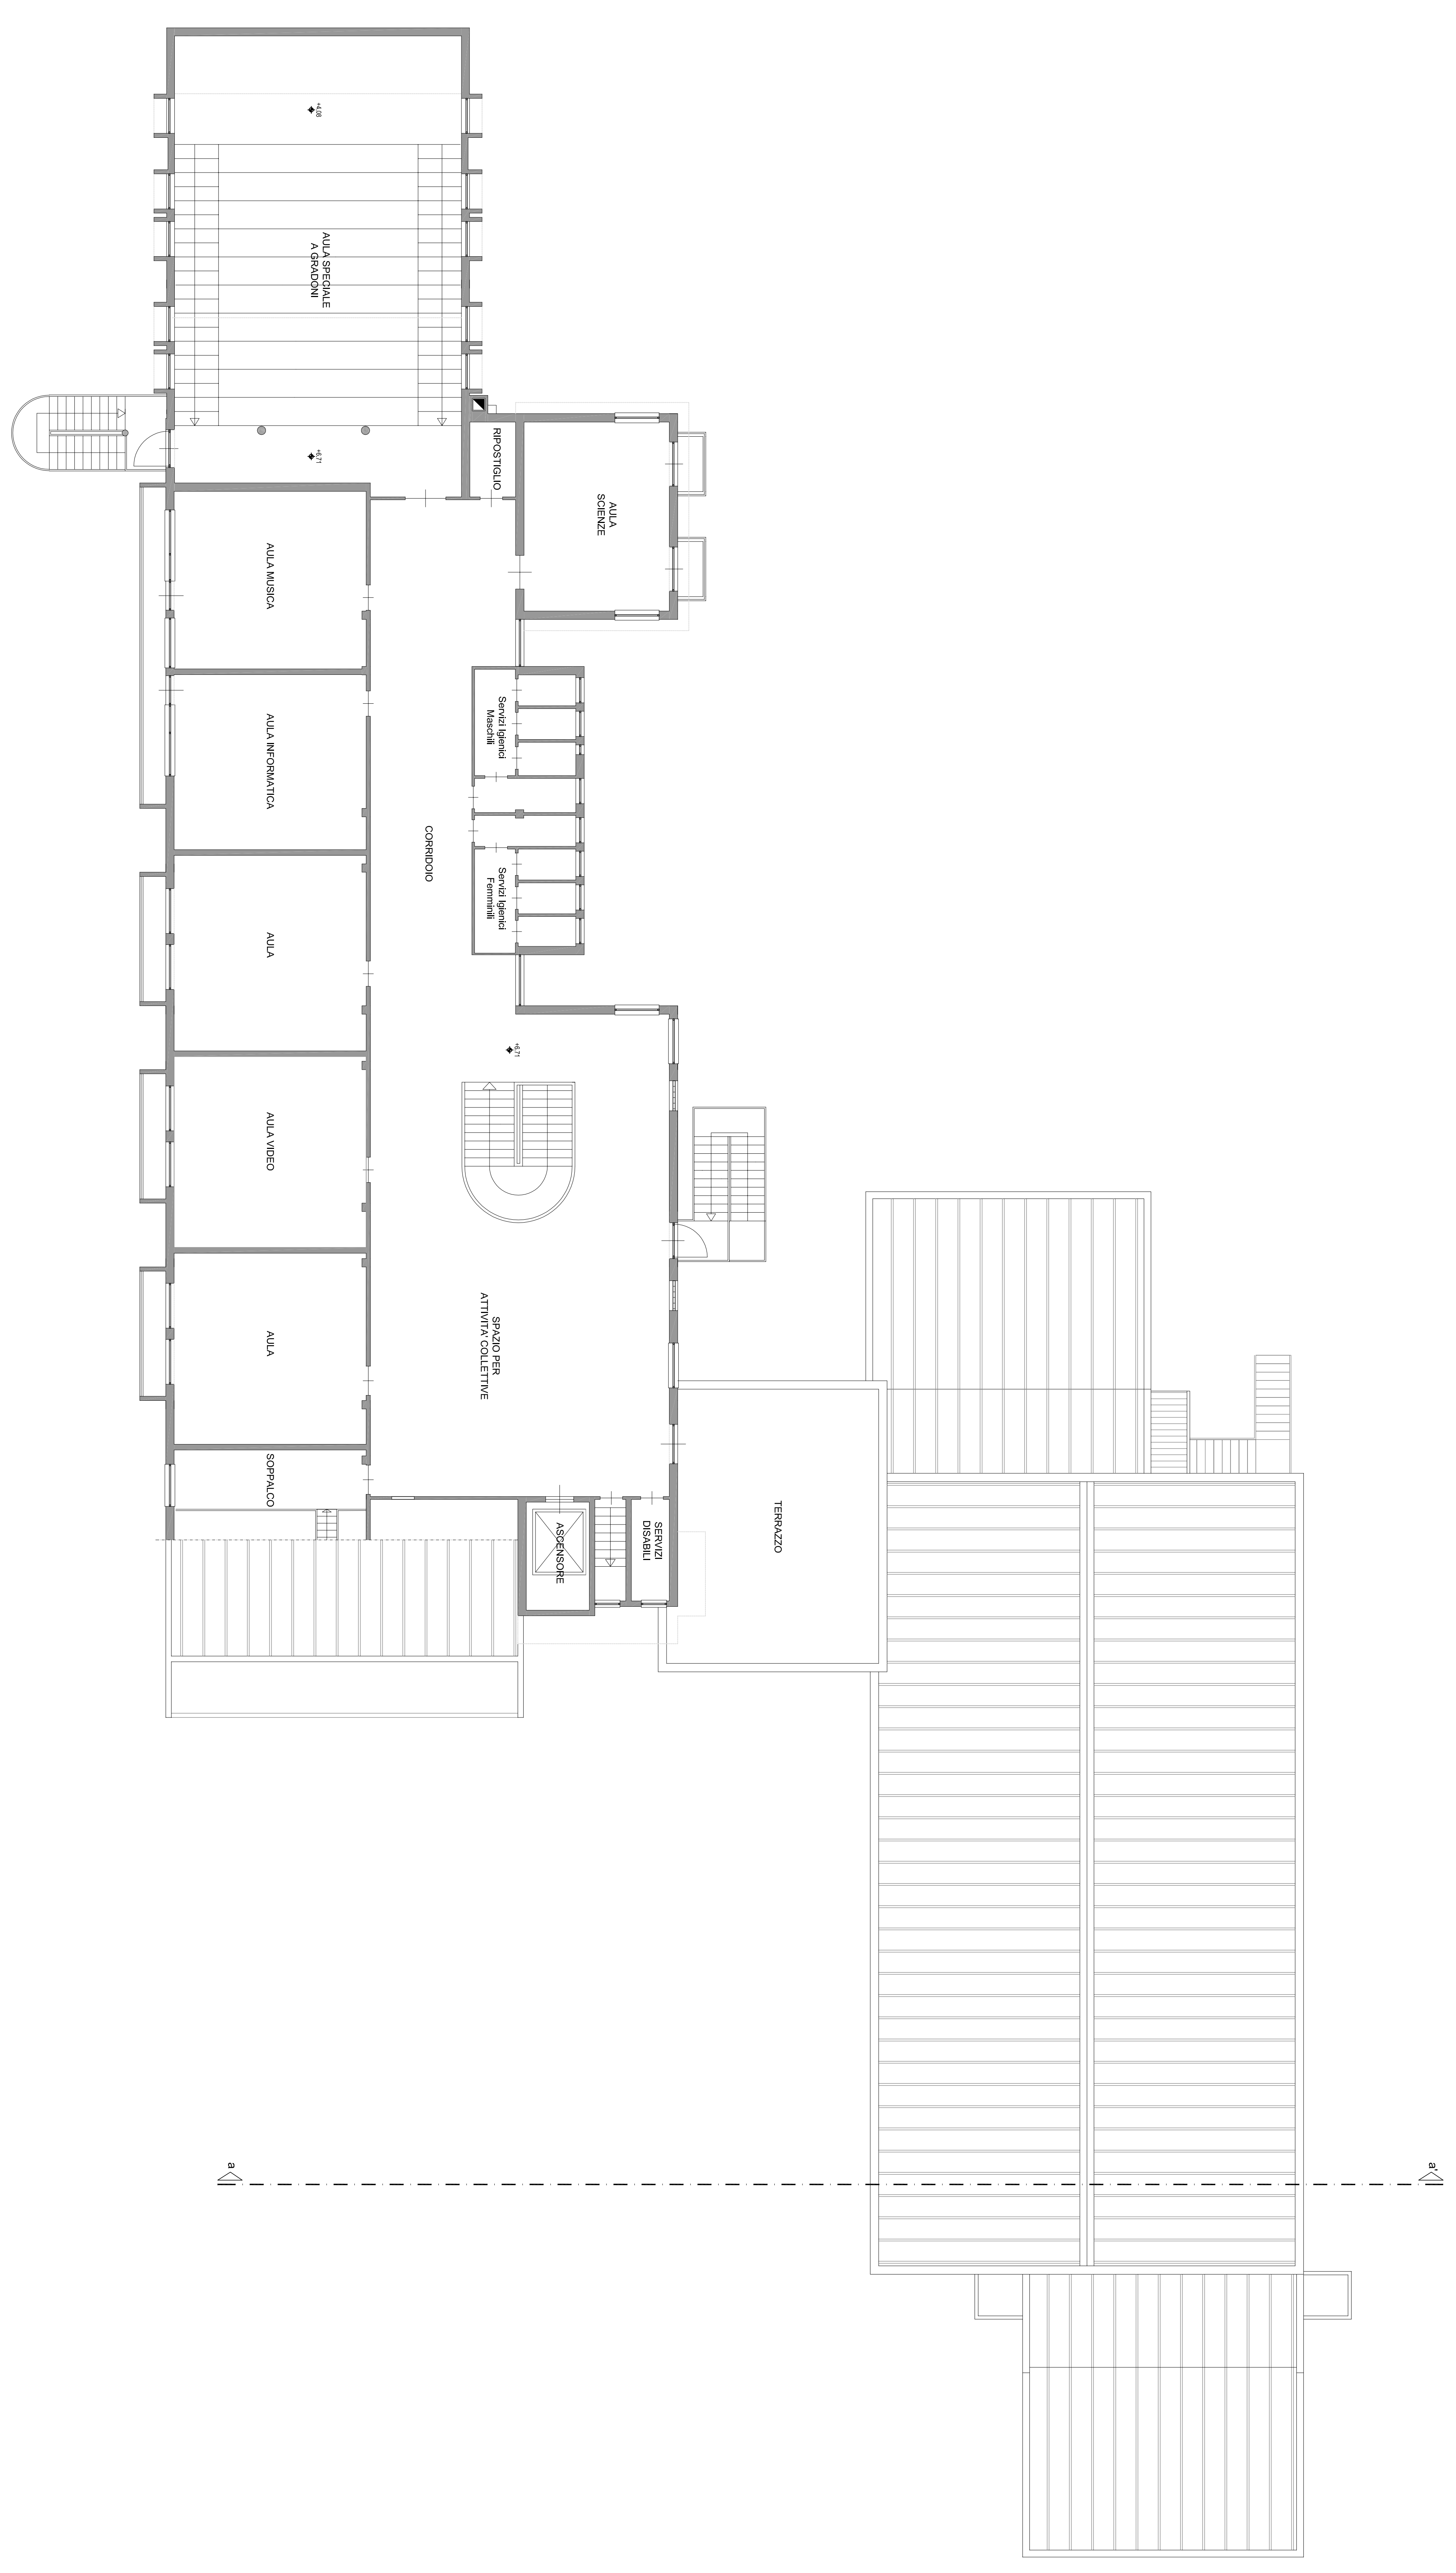 +4,08
AULA SPECIALE
A GRADONI
+6,71
RIPOSTIGLIO
AULA
SCIENZE
AULA MUSICA
AULA INFORMATICA
Servizi Igienici
Maschili
CORRIDOIO
Servizi Igienici
Femminili
AULA
+6,71
AULA VIDEO
SPAZIO PER
ATTIVITA' COLLETTIVE
AULA
SOPPALCO
ASCENSORE
SERVIZI
DISABILI
TERRAZZO
a
a'